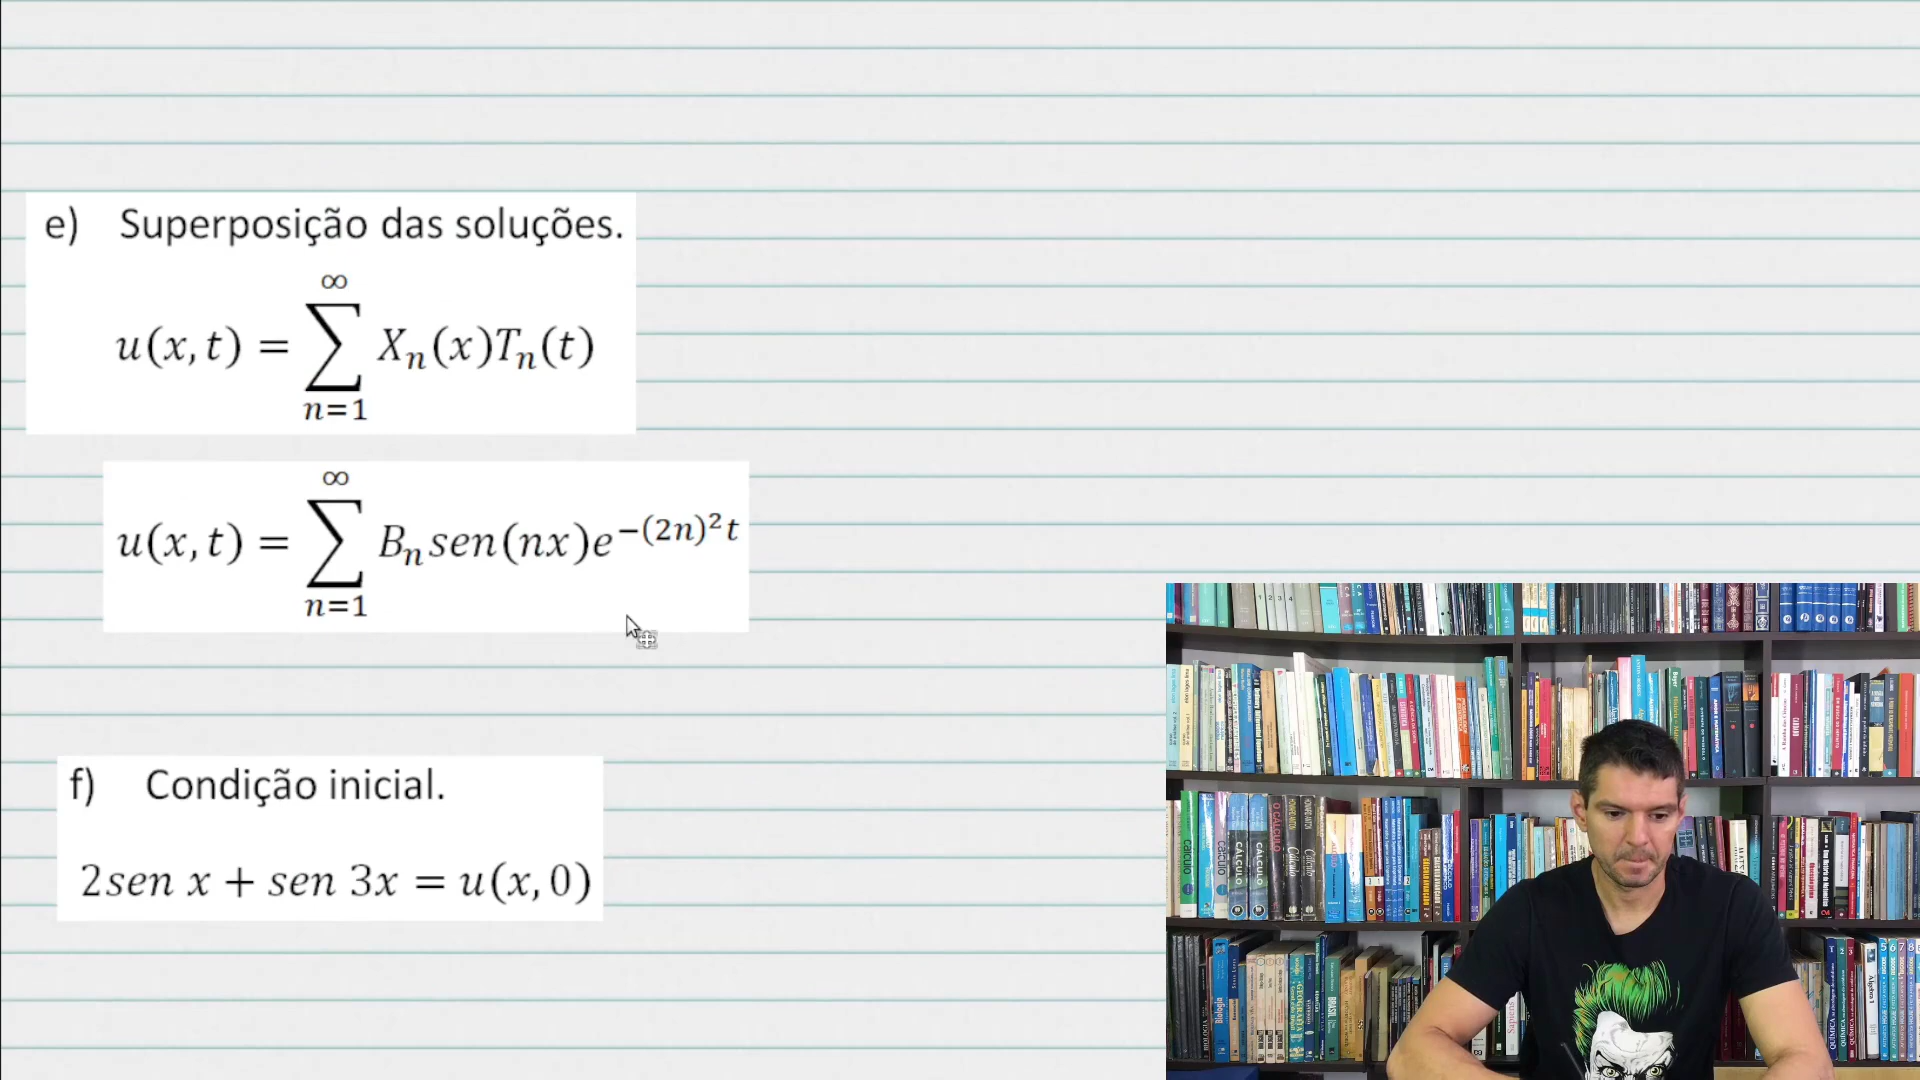 e) Superposição das soluções.
u(x, t) = ∑_{n=1}^{∞} X_n(x)T_n(t)
u(x, t) = ∑_{n=1}^{∞} B_n sen(nx)e^{-(2n)^2 t}
f) Condição inicial.
2sen x + sen 3x = u(x, 0)